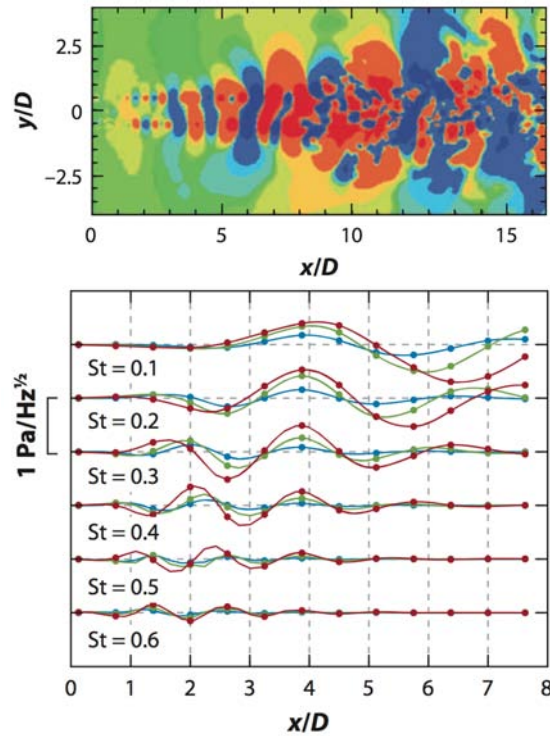 2.5
0
−2.5
y/D
0
5
10
15
x/D
1 Pa/Hz½
St = 0.1
St = 0.2
St = 0.3
St = 0.4
St = 0.5
St = 0.6
0 1 2 3 4 5 6 7 8
x/D